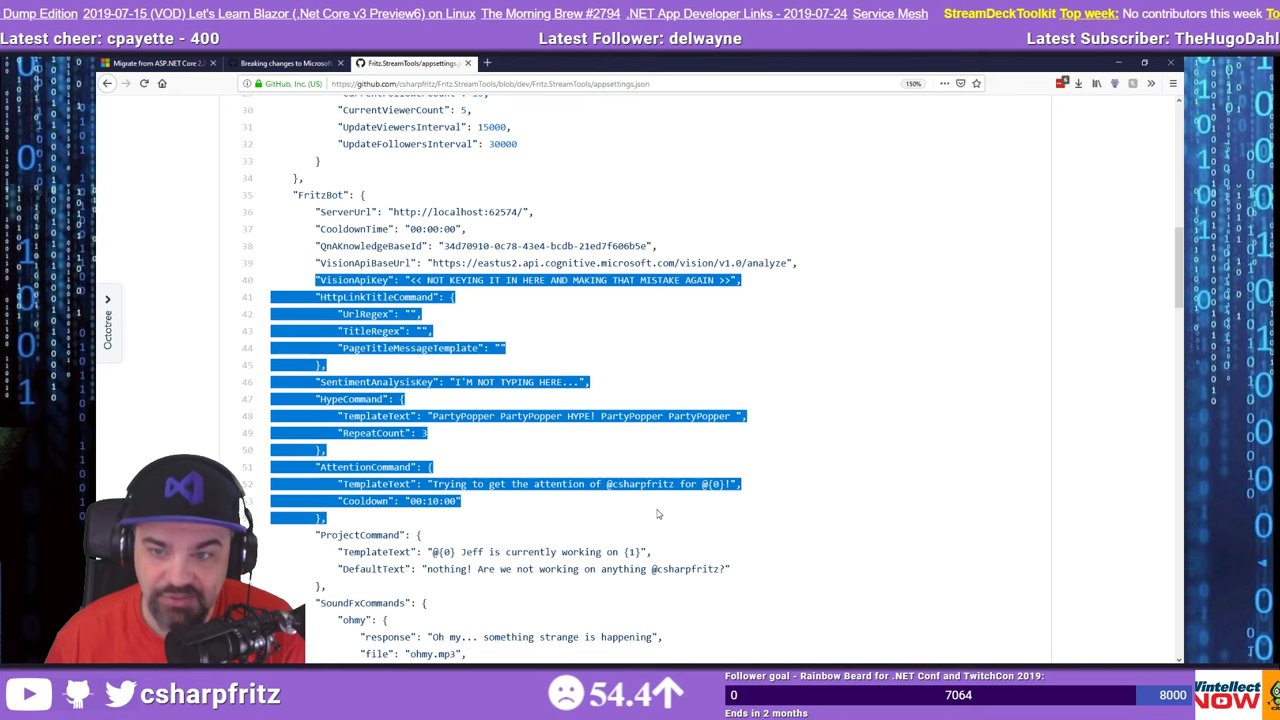 Dump Edition 2019-07-15 (VOD) Let's Learn Blazor (.Net Core v3 Preview6) on Linux The Morning Brew #2794 .NET App Developer Links - 2019-07-24 Service Mesh StreamDeckToolkit Top week: No contributors this week To
Latest cheer: cpayette - 400
Latest Follower: delwayne
Latest Subscriber: TheHugoDahl
Migrate from ASP.NET Core 2. Breaking changes to Microsof Fritz.StreamTools/appsettings.j
GitHub, Inc. (US) https://github.com/csharpfritz/Fritz.StreamTools/blob/dev/Fritz.StreamTools/appsettings.json 150%
30 "CurrentViewerCount": 5,
31 "UpdateViewersInterval": 15000,
32 "UpdateFollowersInterval": 30000
33 }
34 },
35 "FritzBot": {
36 "ServerUrl": "http://localhost:62574/",
37 "CooldownTime": "00:00:00",
38 "QnAKnowledgeBaseId": "34d70910-0c78-43e4-bcdb-21ed7f606b5e",
39 "VisionApiBaseUrl": "https://eastus2.api.cognitive.microsoft.com/vision/v1.0/analyze",
40 "VisionApiKey": "<< NOT KEYING IT IN HERE AND MAKING THAT MISTAKE AGAIN >>",
41 "HttpLinkTitleCommand": {
42 "UrlRegex": "",
43 "TitleRegex": "",
44 "PageTitleMessageTemplate": ""
45 },
46 "SentimentAnalysisKey": "I'M NOT TYPING HERE...",
47 "HypeCommand": {
48 "TemplateText": "PartyPopper PartyPopper HYPE! PartyPopper PartyPopper ",
49 "RepeatCount": 3
50 },
51 "AttentionCommand": {
52 "TemplateText": "Trying to get the attention of @csharpfritz for @{0}!",
53 "Cooldown": "00:10:00"
},
"ProjectCommand": {
"TemplateText": "@{0} Jeff is currently working on {1}",
"DefaultText": "nothing! Are we not working on anything @csharpfritz?"
},
"SoundFxCommands": {
"ohmy": {
"response": "Oh my... something strange is happening",
"file": "ohmy.mp3",
Octotree
csharpfritz
54.4
Follower goal - Rainbow Beard for .NET Conf and TwitchCon 2019:
0 7064 8000
Ends in 2 months
Wintellect
NOW